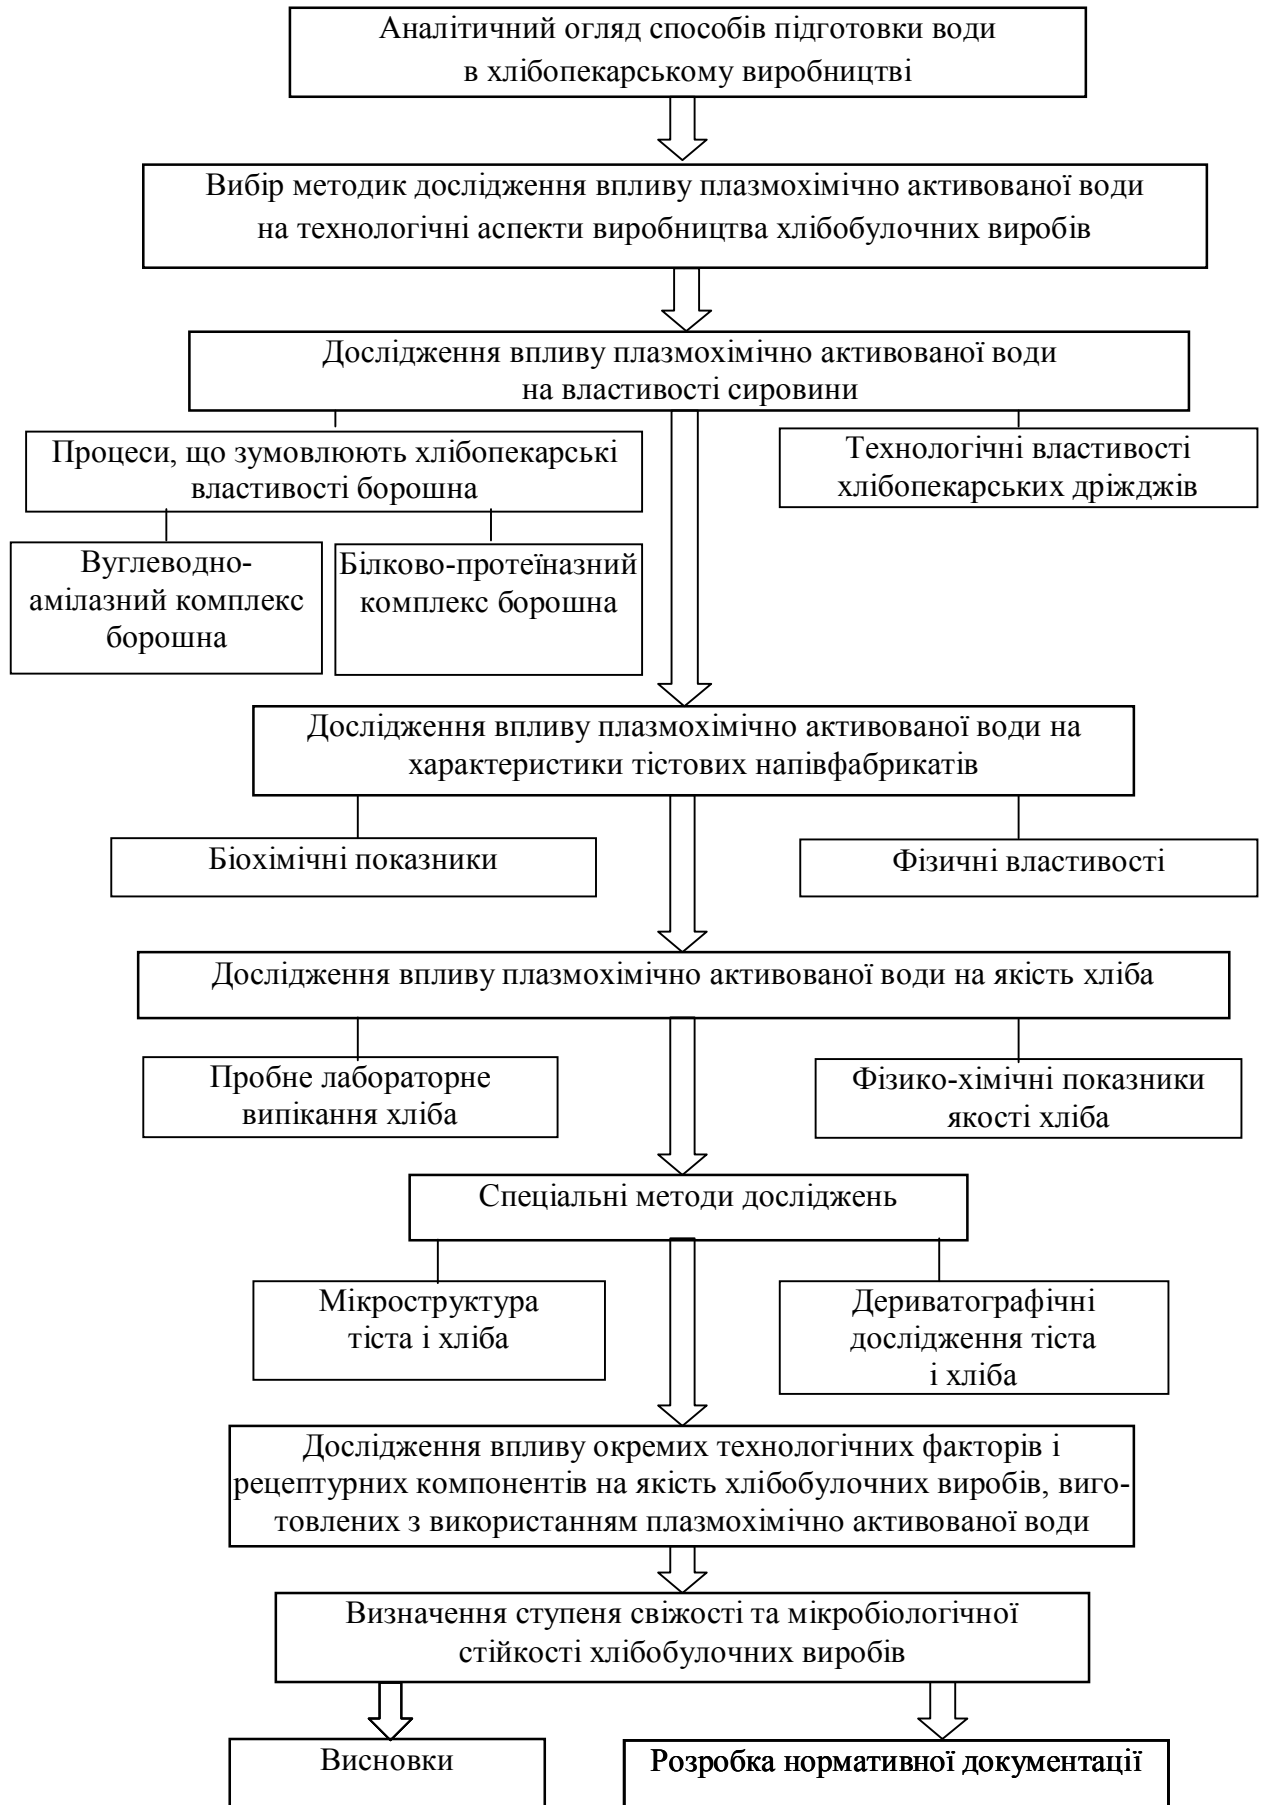 Аналітичний огляд способів підготовки води
в хлібопекарському виробництві
Вибір методик дослідження впливу плазмохімічно активованої води
на технологічні аспекти виробництва хлібобулочних виробів
Дослідження впливу плазмохімічно активованої води
на властивості сировини
Процеси, що зумовлюють хлібопекарські
властивості борошна
Технологічні властивості
хлібопекарських дріжджів
Вуглеводно-
амілазний комплекс
борошна
Білково-протеїназний
комплекс борошна
Дослідження впливу плазмохімічно активованої води на
характеристики тістових напівфабрикатів
Біохімічні показники
Фізичні властивості
Дослідження впливу плазмохімічно активованої води на якість хліба
Пробне лабораторне
випікання хліба
Фізико-хімічні показники
якості хліба
Спеціальні методи досліджень
Мікроструктура
тіста і хліба
Дериватографічні
дослідження тіста
і хліба
Дослідження впливу окремих технологічних факторів і
рецептурних компонентів на якість хлібобулочних виробів, виго-
товлених з використанням плазмохімічно активованої води
Визначення ступеня свіжості та мікробіологічної
стійкості хлібобулочних виробів
Висновки
Розробка нормативної документації